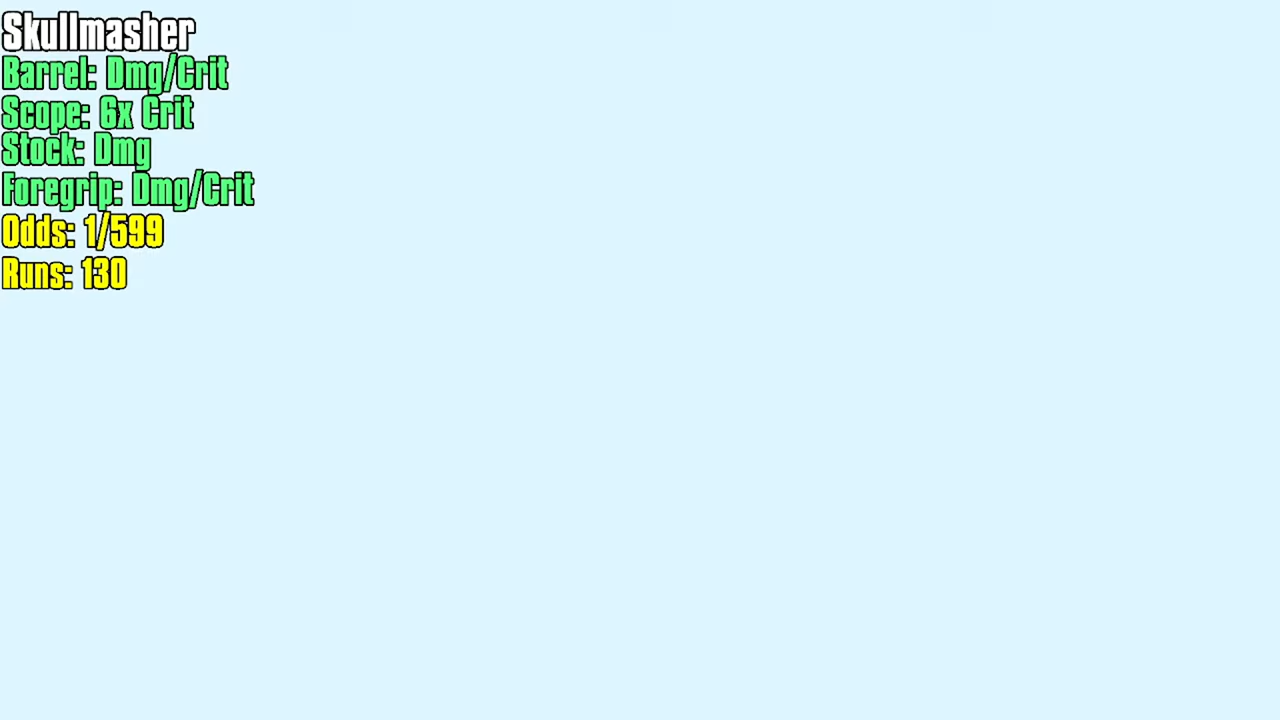 Skullmasher
Barrel: Dmg/Crit
Scope: 6x Crit
Stock: Dmg
Foregrip: Dmg/Crit
Odds: 1/599
Runs: 130